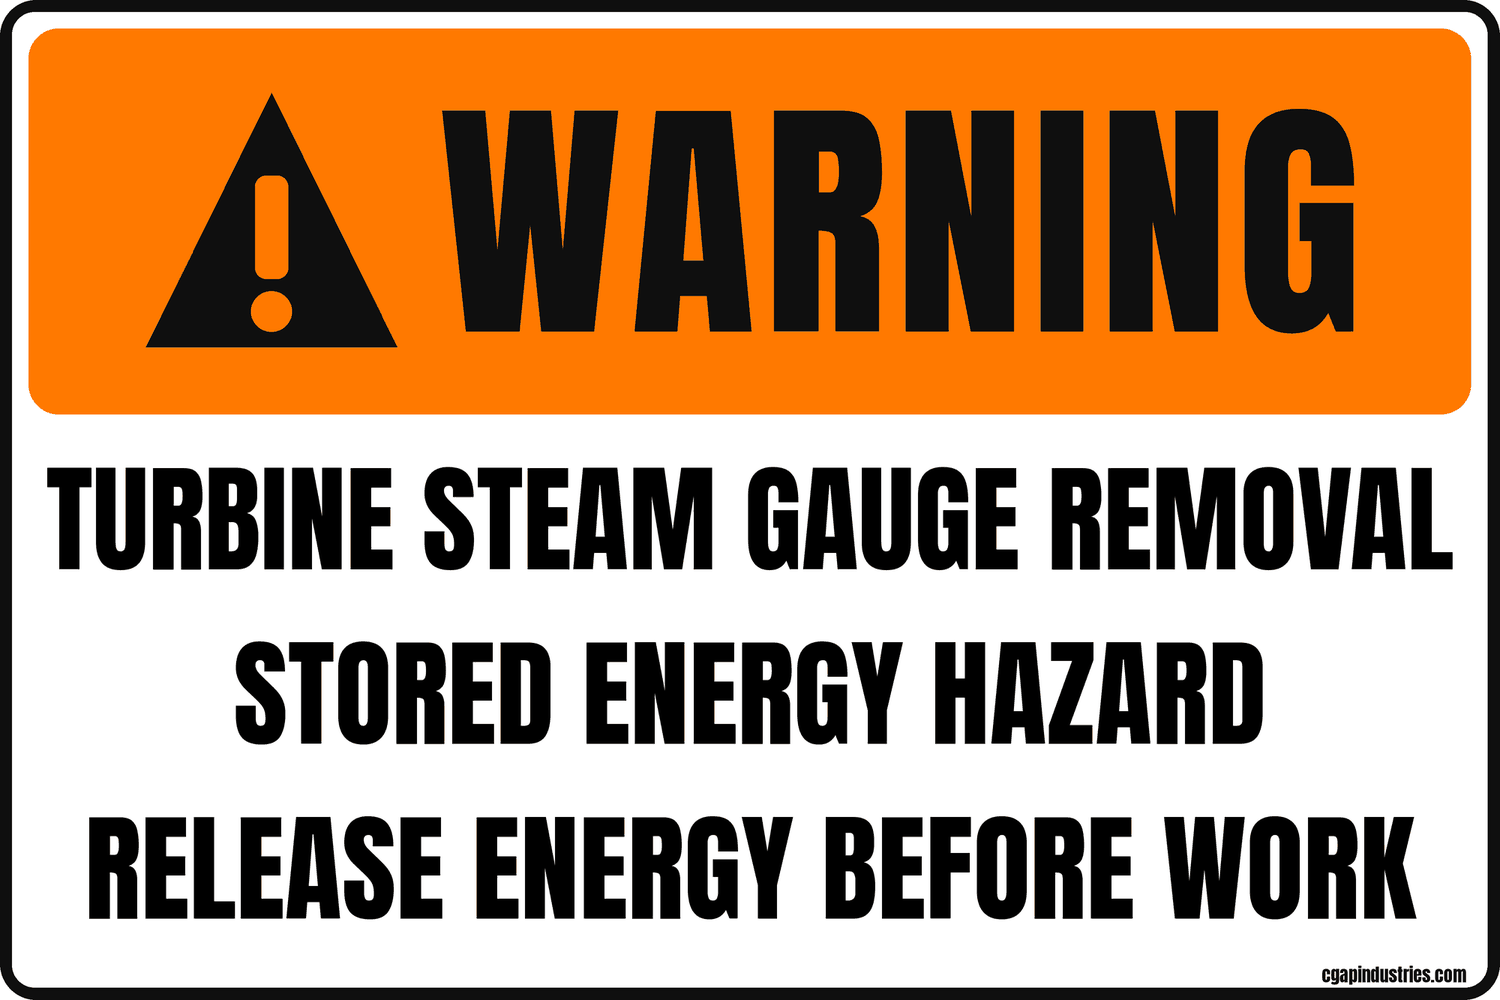 WARNING
TURBINE STEAM GAUGE REMOVAL
STORED ENERGY HAZARD
RELEASE ENERGY BEFORE WORK
cgapindustries.com